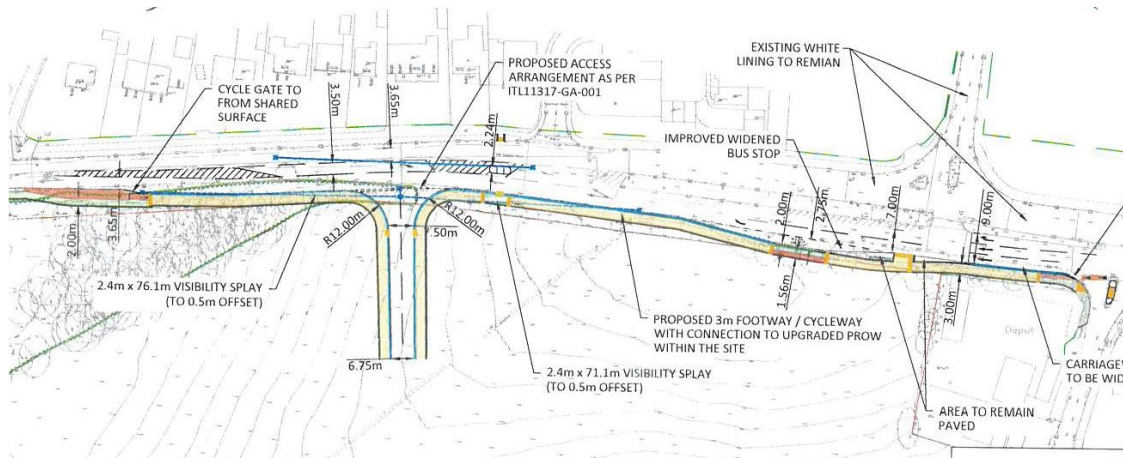 EXISTING WHITE
LINING TO REMIAN
PROPOSED ACCESS
ARRANGEMENT AS PER
ITL11317-GA-001
CYCLE GATE TO
FROM SHARED
SURFACE
3.50m
3.65m
2.24m
IMPROVED WIDENED
BUS STOP
2.00m
2.75m
7.00m
9.00m
2.00m
3.65m
R12.00m
R12.00m
7.50m
2.4m x 76.1m VISIBILITY SPLAY
(TO 0.5m OFFSET)
1.56m
3.00m
Depot
PROPOSED 3m FOOTWAY / CYCLEWAY
WITH CONNECTION TO UPGRADED PROW
WITHIN THE SITE
6.75m
2.4m x 71.1m VISIBILITY SPLAY
(TO 0.5m OFFSET)
CARRIAGEW
TO BE WID
AREA TO REMAIN
PAVED